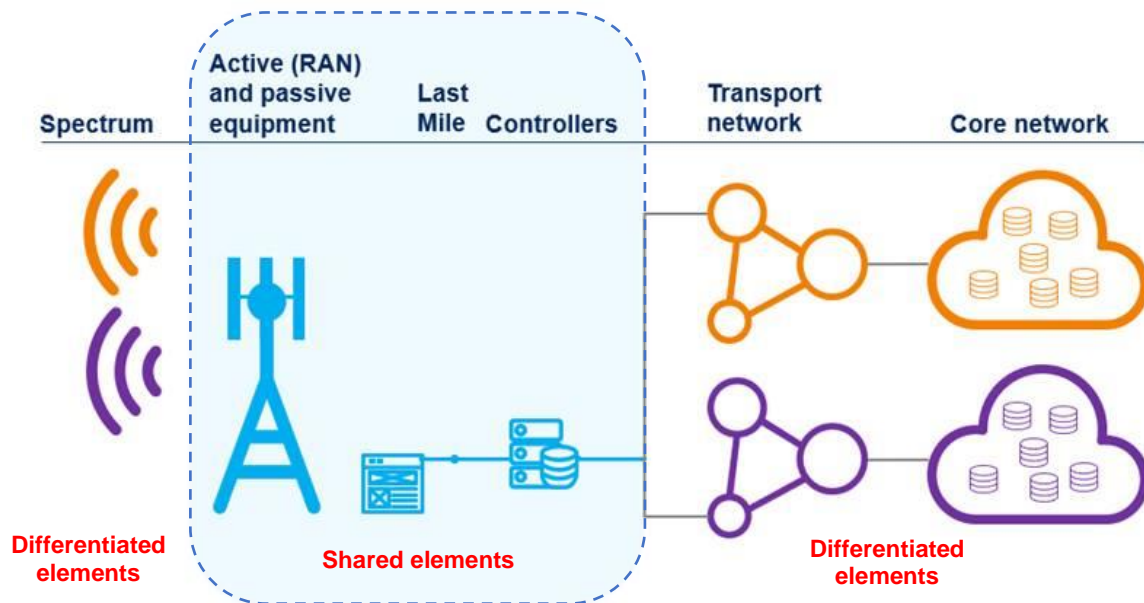 Spectrum
Active (RAN)
and passive
equipment
Last
Mile
Controllers
Transport
network
Core network
Differentiated
elements
Shared elements
Differentiated
elements